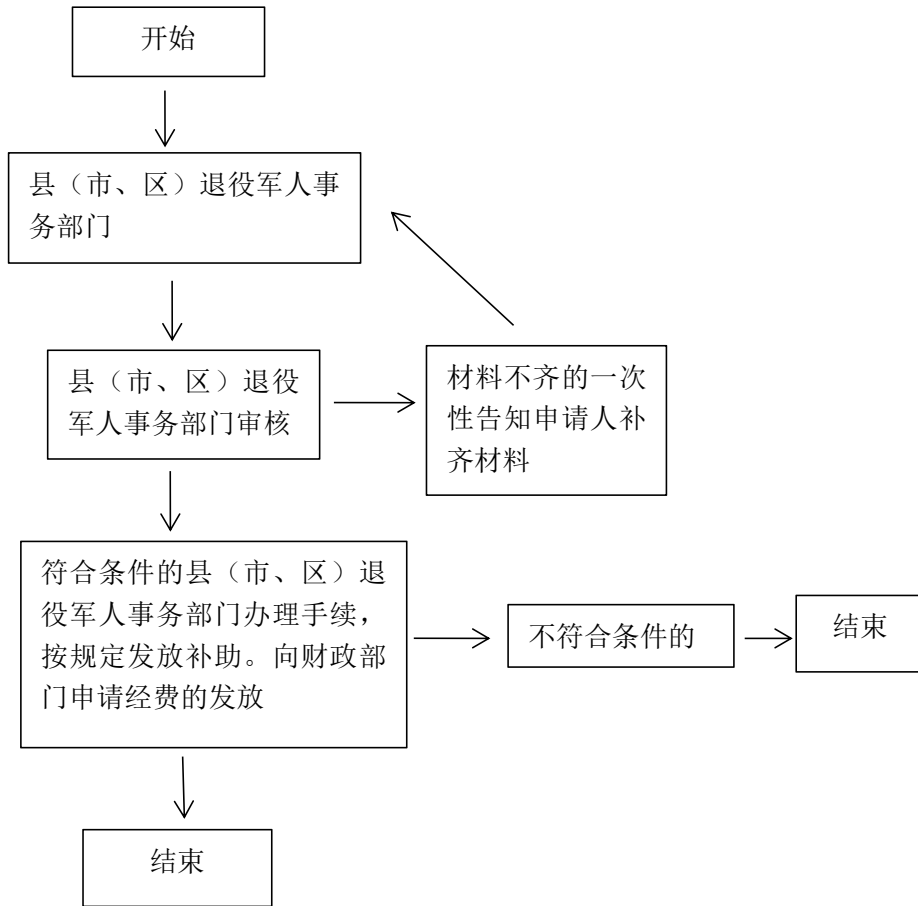 开始
县（市、区）退役军人事
务部门
县（市、区）退役
军人事务部门审核
材料不齐的一次
性告知申请人补
齐材料
符合条件的县（市、区）退
役军人事务部门办理手续，
按规定发放补助。向财政部
门申请经费的发放
不符合条件的
结束
结束